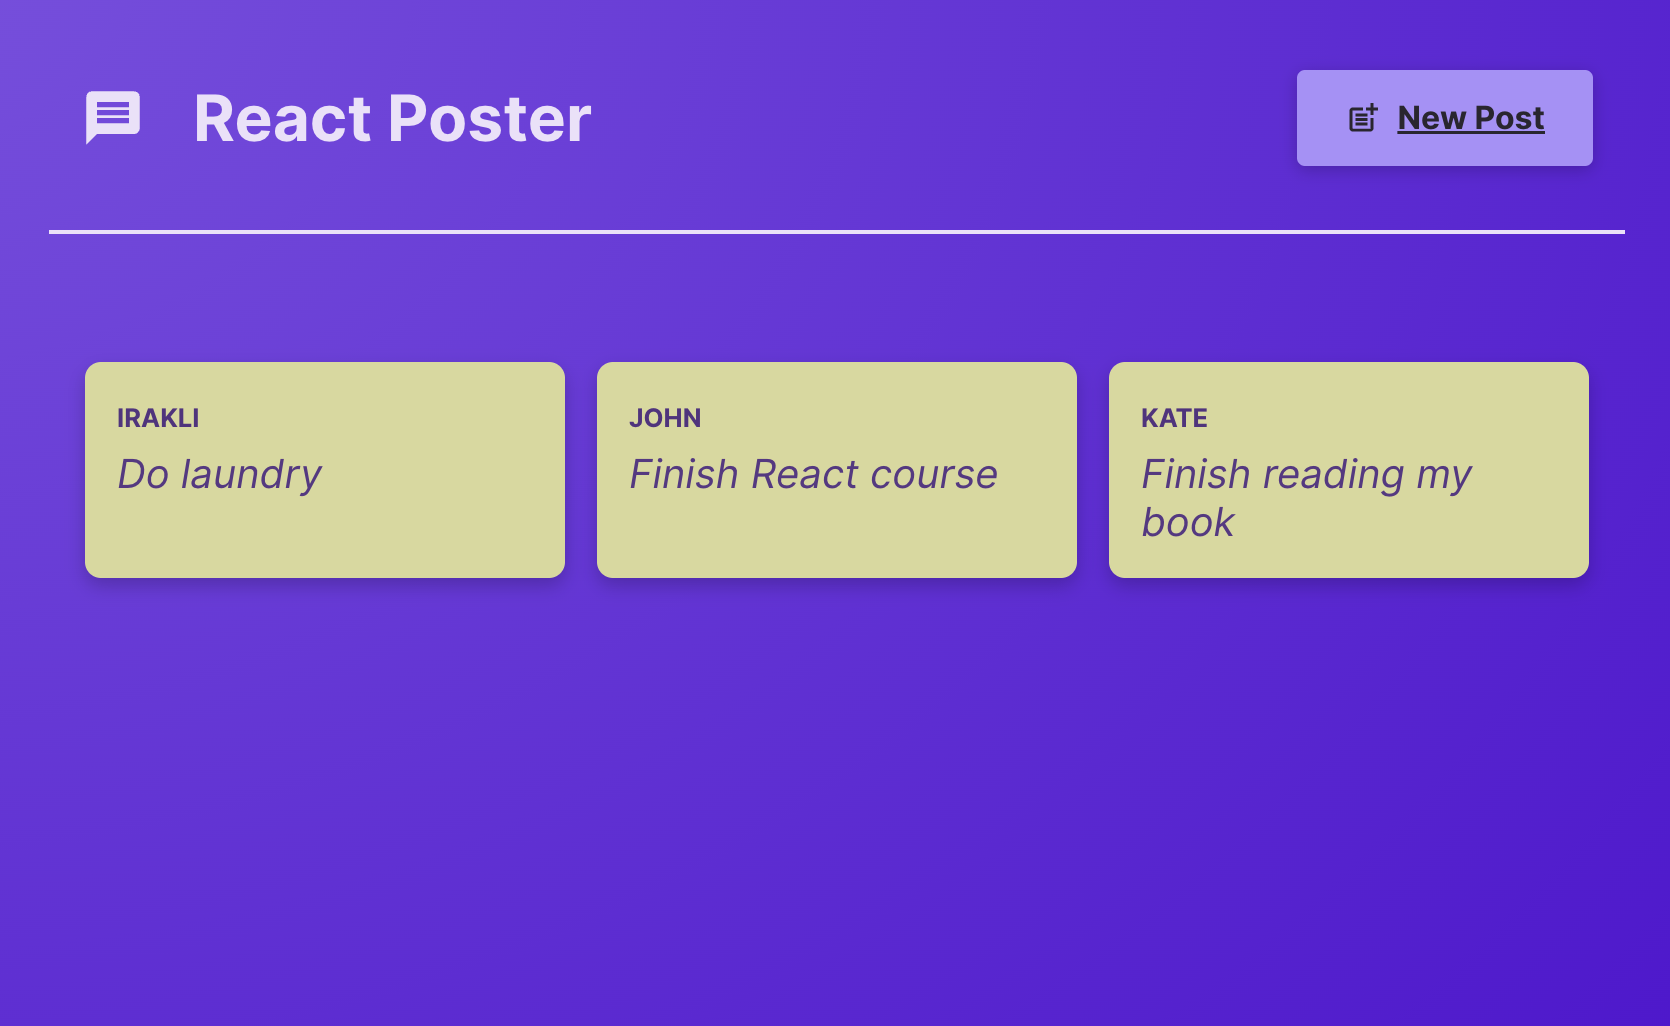 React Poster
New Post
IRAKLI
Do laundry
JOHN
Finish React course
KATE
Finish reading my
book